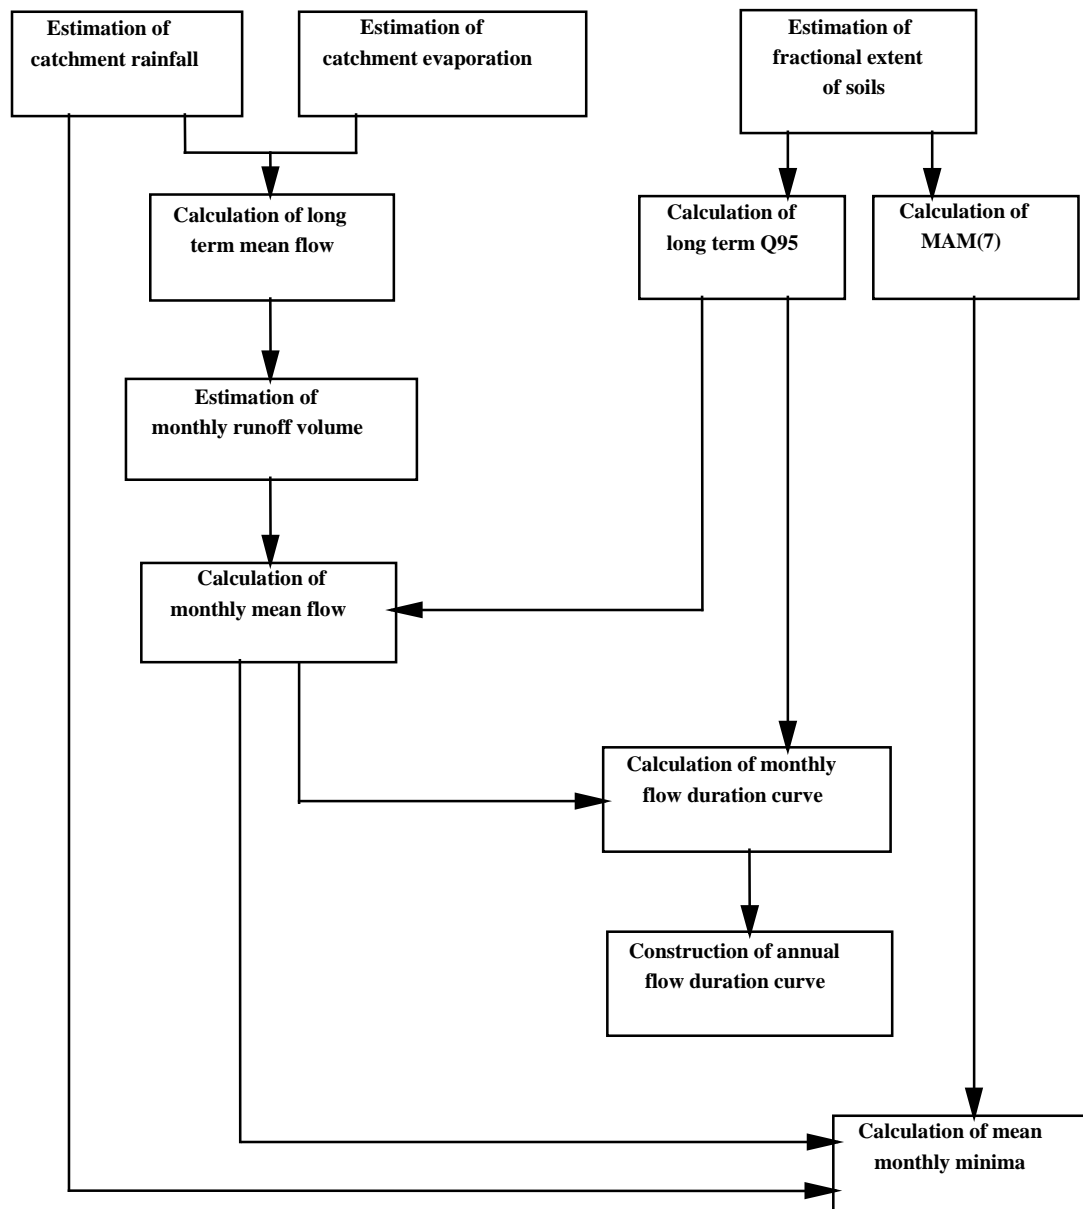 Estimation of
catchment rainfall
Estimation of
catchment evaporation
Estimation of
fractional extent
of soils
Calculation of long
term mean flow
Calculation of
long term Q95
Calculation of
MAM(7)
Estimation of
monthly runoff volume
Calculation of
monthly mean flow
Calculation of monthly
flow duration curve
Construction of annual
flow duration curve
Calculation of mean
monthly minima